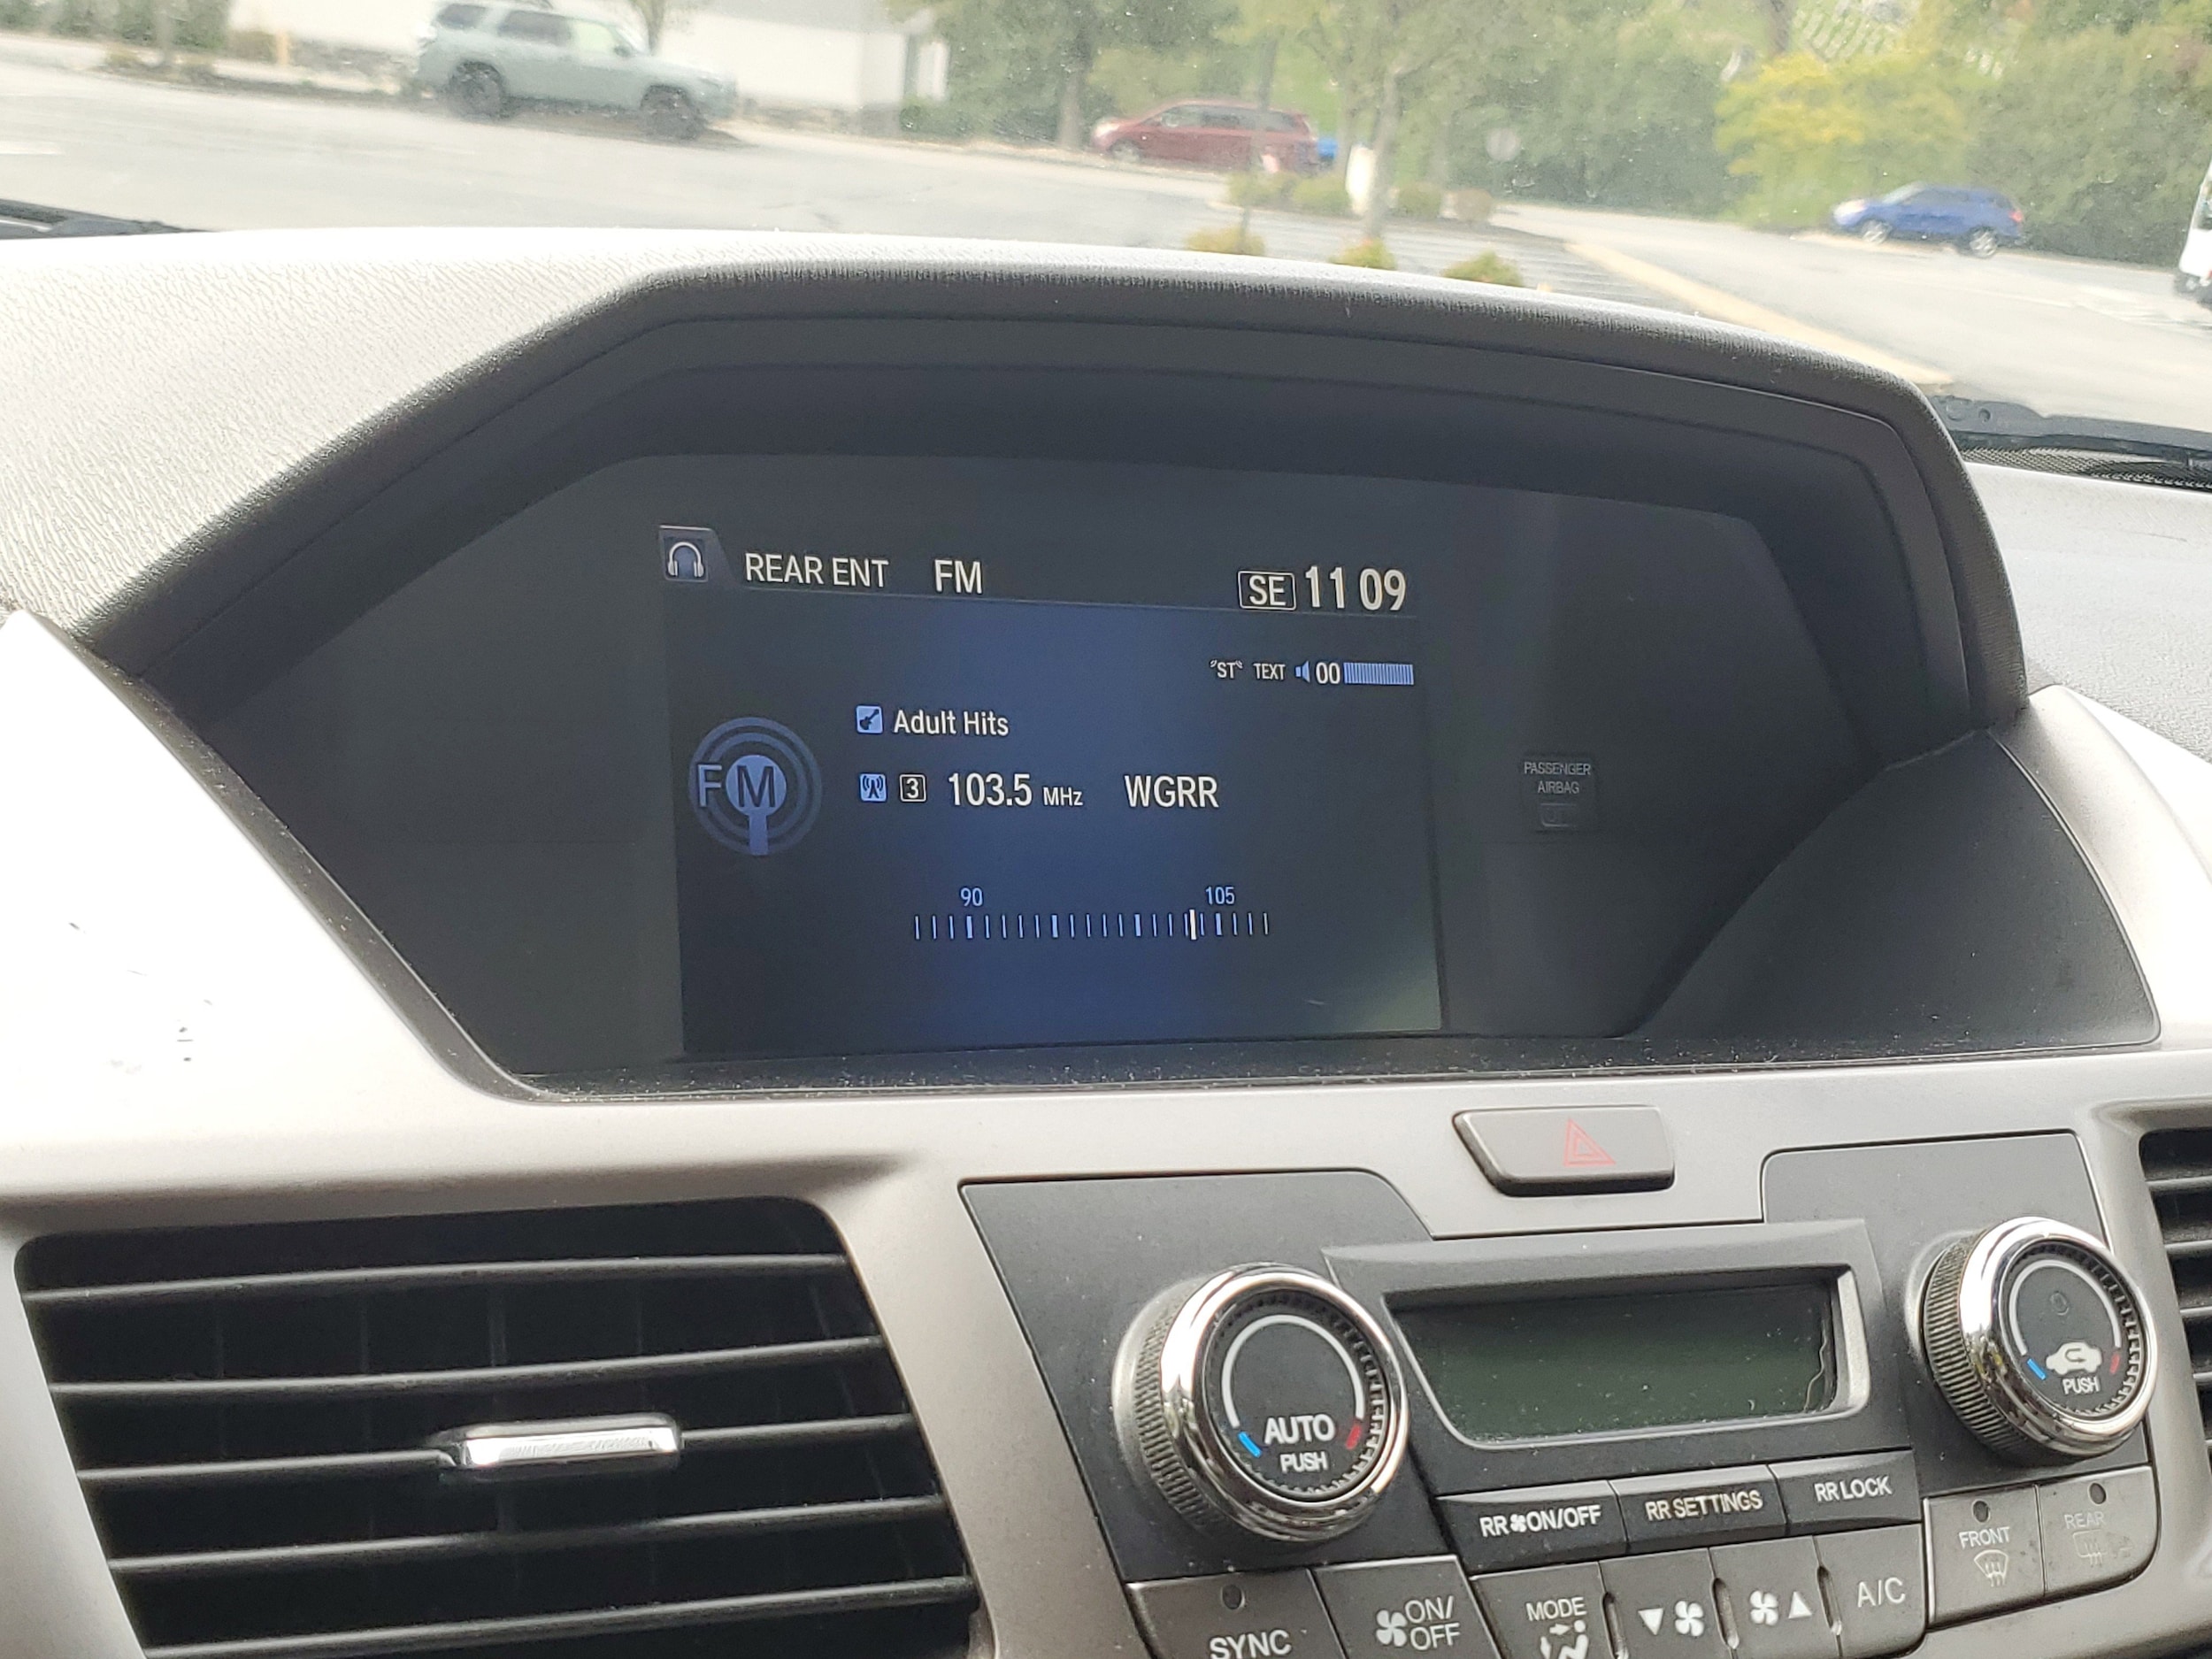 REAR ENT FM SE 11 09
"ST" TEXT 00
Adult Hits
FM
3 103.5 MHz WGRR
PASSENGER
AIRBAG
90 105
AUTO
PUSH
PUSH
RR ON/OFF RR SETTINGS RR LOCK
FRONT REAR
SYNC
ON/
OFF
MODE
A/C